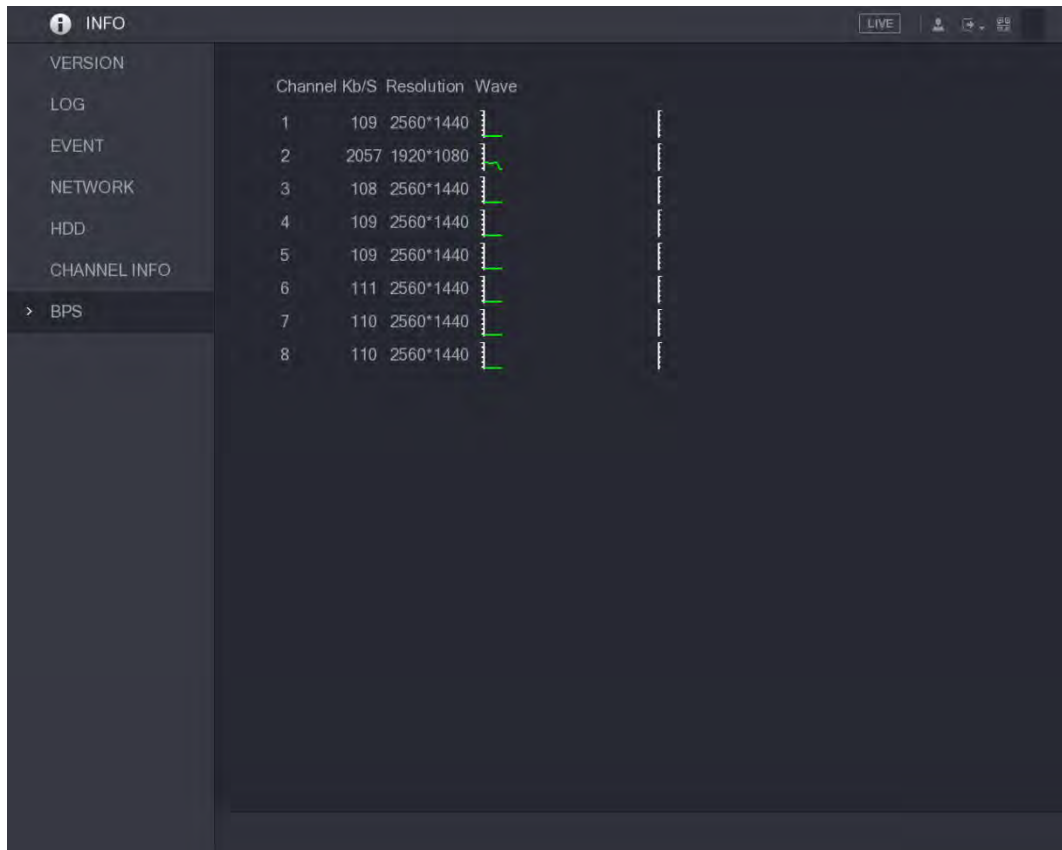 INFO
LIVE
VERSION
LOG
EVENT
NETWORK
HDD
CHANNEL INFO
> BPS
Channel Kb/S Resolution Wave
1 109 2560*1440
2 2057 1920*1080
3 108 2560*1440
4 109 2560*1440
5 109 2560*1440
6 111 2560*1440
7 110 2560*1440
8 110 2560*1440